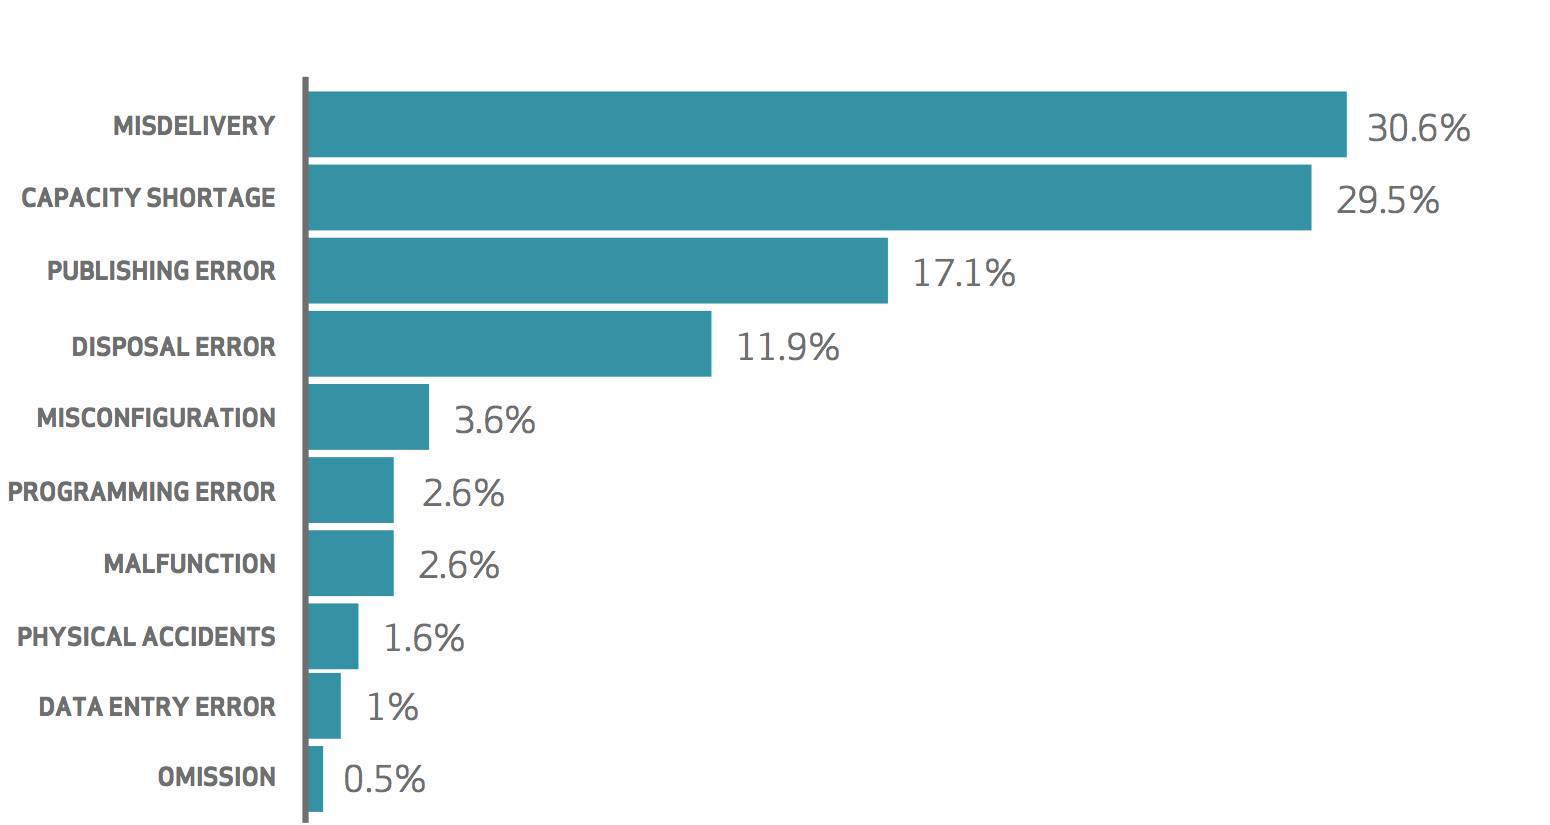 MISDELIVERY 30.6%
CAPACITY SHORTAGE 29.5%
PUBLISHING ERROR 17.1%
DISPOSAL ERROR 11.9%
MISCONFIGURATION 3.6%
PROGRAMMING ERROR 2.6%
MALFUNCTION 2.6%
PHYSICAL ACCIDENTS 1.6%
DATA ENTRY ERROR 1%
OMISSION 0.5%